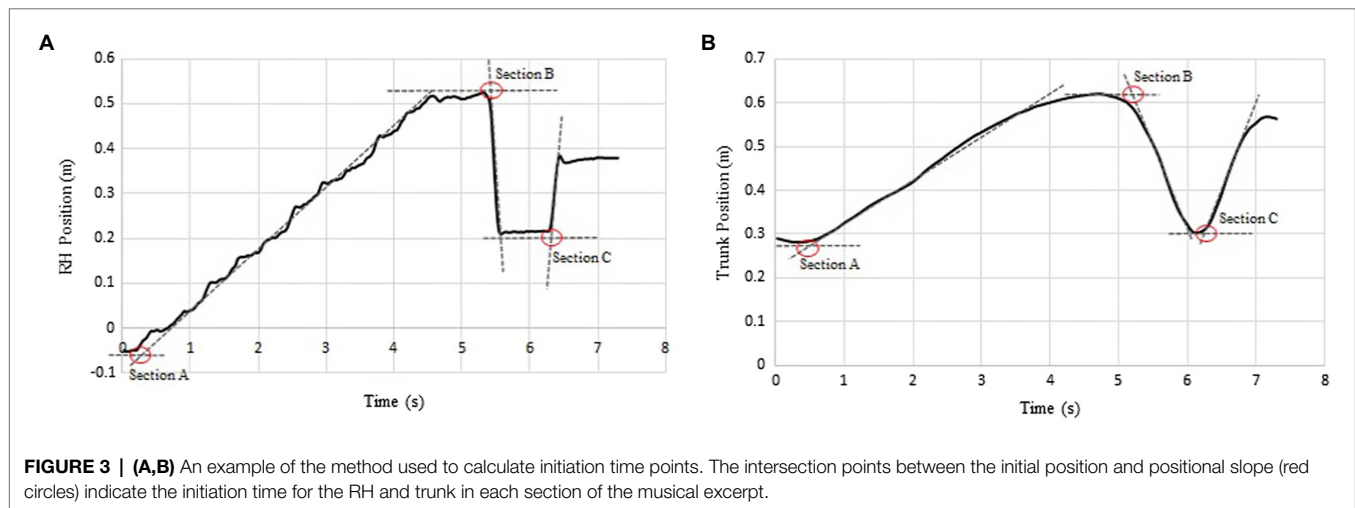 A
0.6
0.5
0.4
0.3
0.2
0.1
0
-0.1
RH Position (m)
Section B
Section C
Section A
0 1 2 3 4 5 6 7 8
Time (s)
B
0.7
0.6
0.5
0.4
0.3
0.2
0.1
0
Trunk Position (m)
Section B
Section C
Section A
0 1 2 3 4 5 6 7 8
Time (s)
FIGURE 3 | (A,B) An example of the method used to calculate initiation time points. The intersection points between the initial position and positional slope (red
circles) indicate the initiation time for the RH and trunk in each section of the musical excerpt.